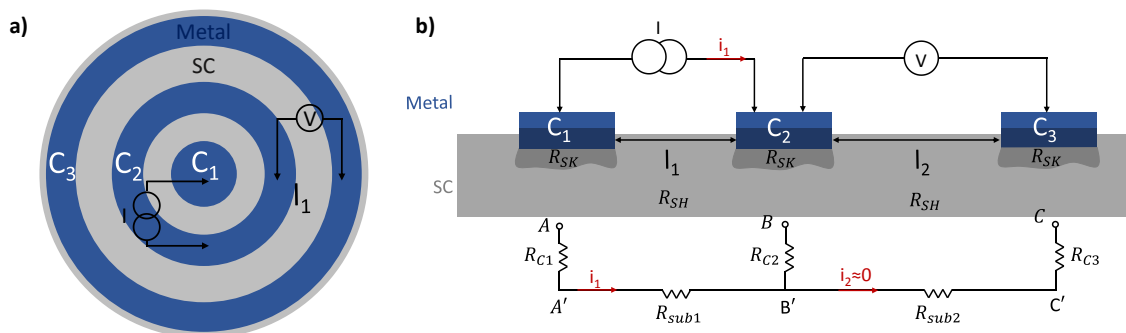 a)
Metal
SC
C3 C2 C1
V
I
l1
b)
I
i1
V
Metal
C1 C2 C3
RSK l1 RSK l2 RSK
SC
RSH RSH
A B C
RC1 RC2 RC3
i1 i2≈0
A′ B′ C′
Rsub1 Rsub2